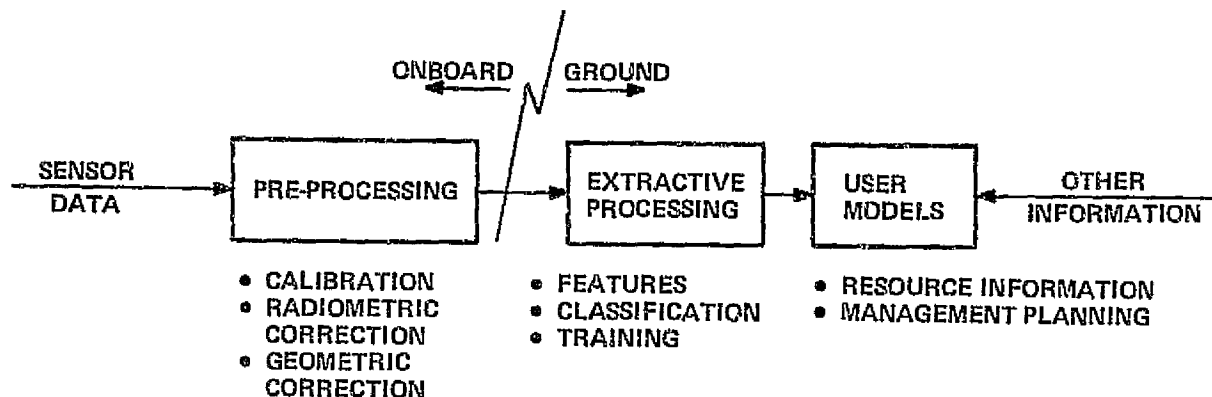 ONBOARD GROUND
SENSOR
DATA
PRE-PROCESSING
EXTRACTIVE
PROCESSING
USER
MODELS
OTHER
INFORMATION
• CALIBRATION
• RADIOMETRIC
CORRECTION
• GEOMETRIC
CORRECTION
• FEATURES
• CLASSIFICATION
• TRAINING
• RESOURCE INFORMATION
• MANAGEMENT PLANNING